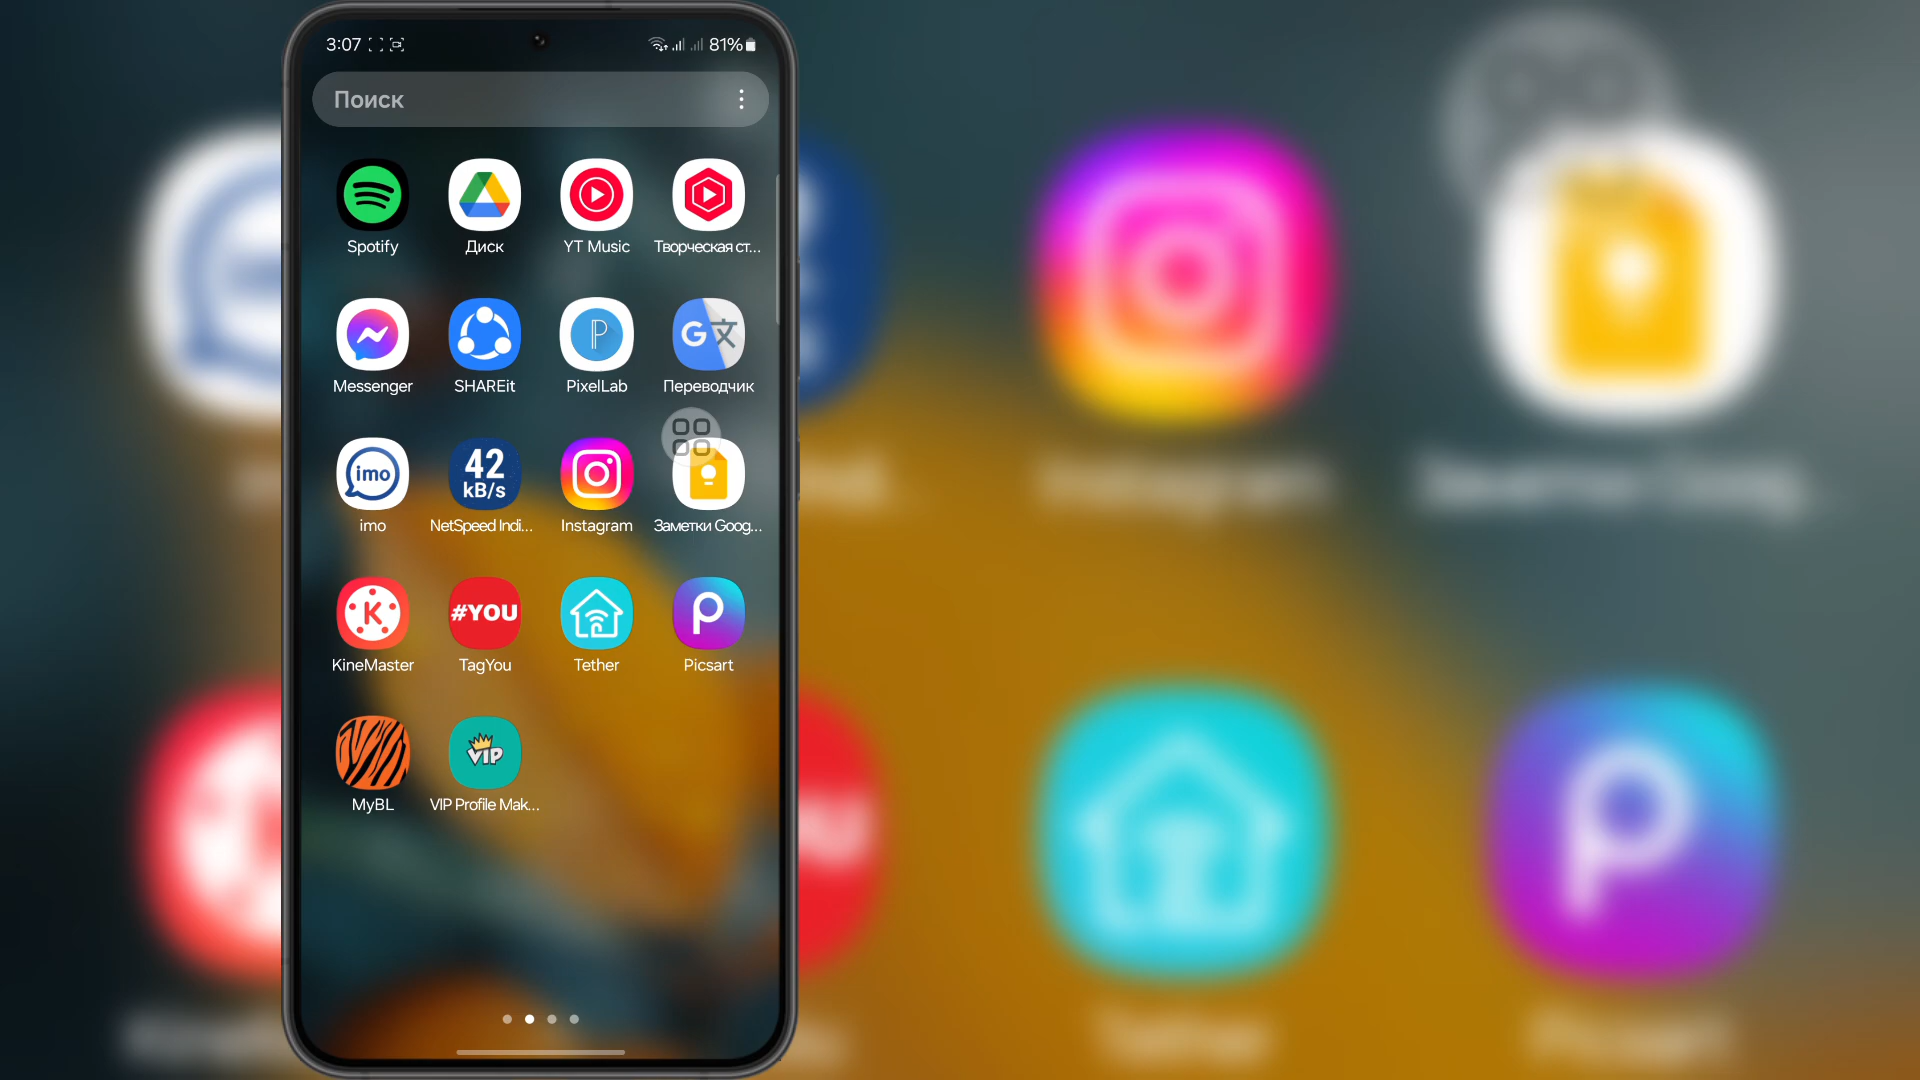 3:07 81%
Поиск
Spotify Диск YT Music Творческая ст...
Messenger SHAREit PixelLab Переводчик
imo 42 kB/s
imo NetSpeed Indi... Instagram Заметки Goog...
K #YOU
KineMaster TagYou Tether Picsart
VIP
MyBL VIP Profile Mak...